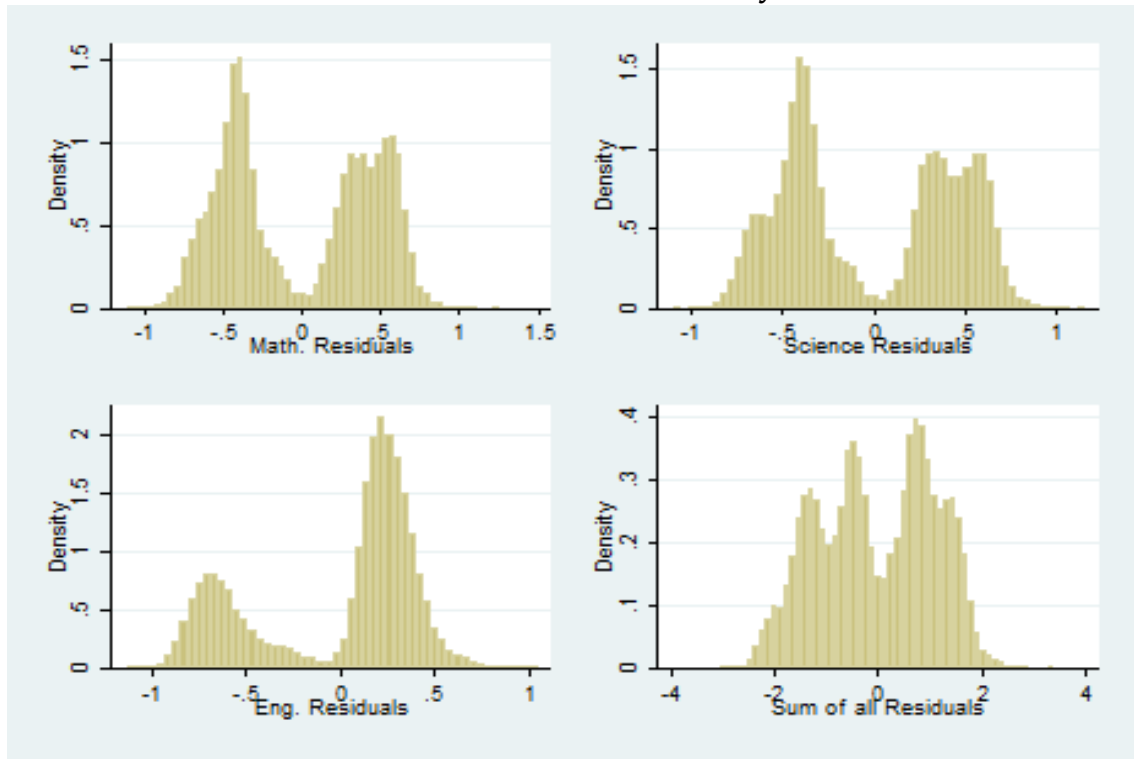 y
Density
0 .5 1 1.5
-1 -.5 0 .5 1 1.5
Math. Residuals
Density
0 .5 1 1.5
-1 -.5 0 .5 1
Science Residuals
Density
0 .5 1 1.5 2
-1 -.5 0 .5 1
Eng. Residuals
Density
0 .1 .2 .3 .4
-4 -2 0 2 4
Sum of all Residuals